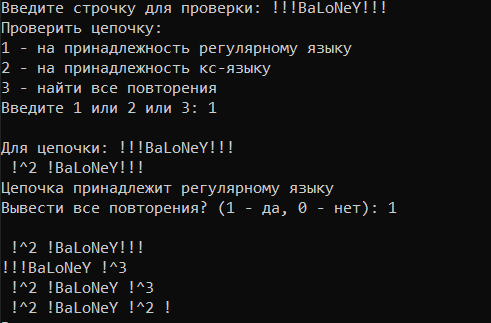 Введите строчку для проверки: !!!BaLoNeY!!!
Проверить цепочку:
1 - на принадлежность регулярному языку
2 - на принадлежность кс-языку
3 - найти все повторения
Введите 1 или 2 или 3: 1
Для цепочки: !!!BaLoNeY!!!
!^2 !BaLoNeY!!!
Цепочка принадлежит регулярному языку
Вывести все повторения? (1 - да, 0 - нет): 1
!^2 !BaLoNeY!!!
!!!BaLoNeY !^3
!^2 !BaLoNeY !^3
!^2 !BaLoNeY !^2 !